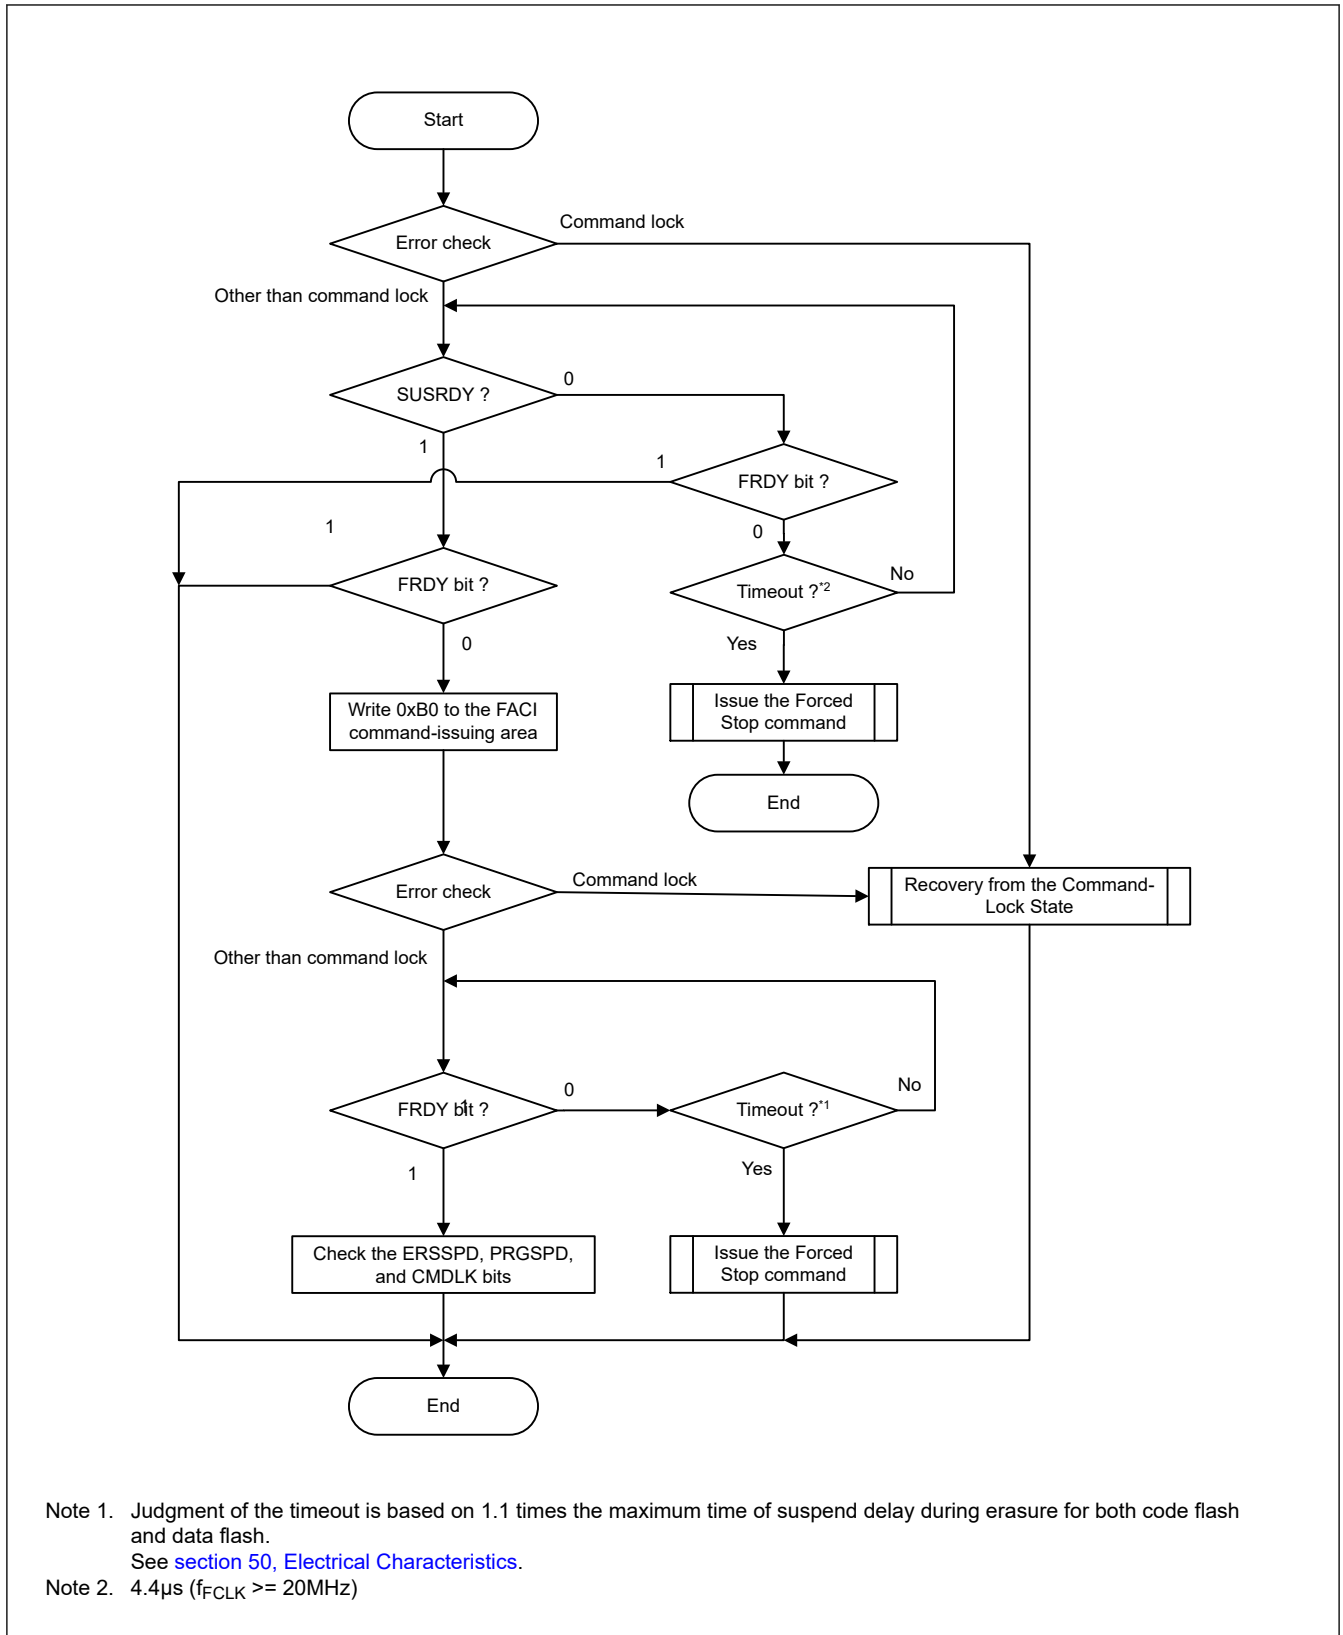 Start
Error check
Command lock
Other than command lock
SUSRDY ?
0
1
FRDY bit ?
1
0
1
FRDY bit ?
0
Timeout ?*2
No
Yes
Write 0xB0 to the FACI
command-issuing area
Issue the Forced
Stop command
End
Error check
Command lock
Recovery from the Command-
Lock State
Other than command lock
FRDY bit ?
1
0
Timeout ?*1
No
1
Yes
Check the ERSSPD, PRGSPD,
and CMDLK bits
Issue the Forced
Stop command
End
Note 1. Judgment of the timeout is based on 1.1 times the maximum time of suspend delay during erasure for both code flash
and data flash.
See section 50, Electrical Characteristics.
Note 2. 4.4µs (fFCLK >= 20MHz)